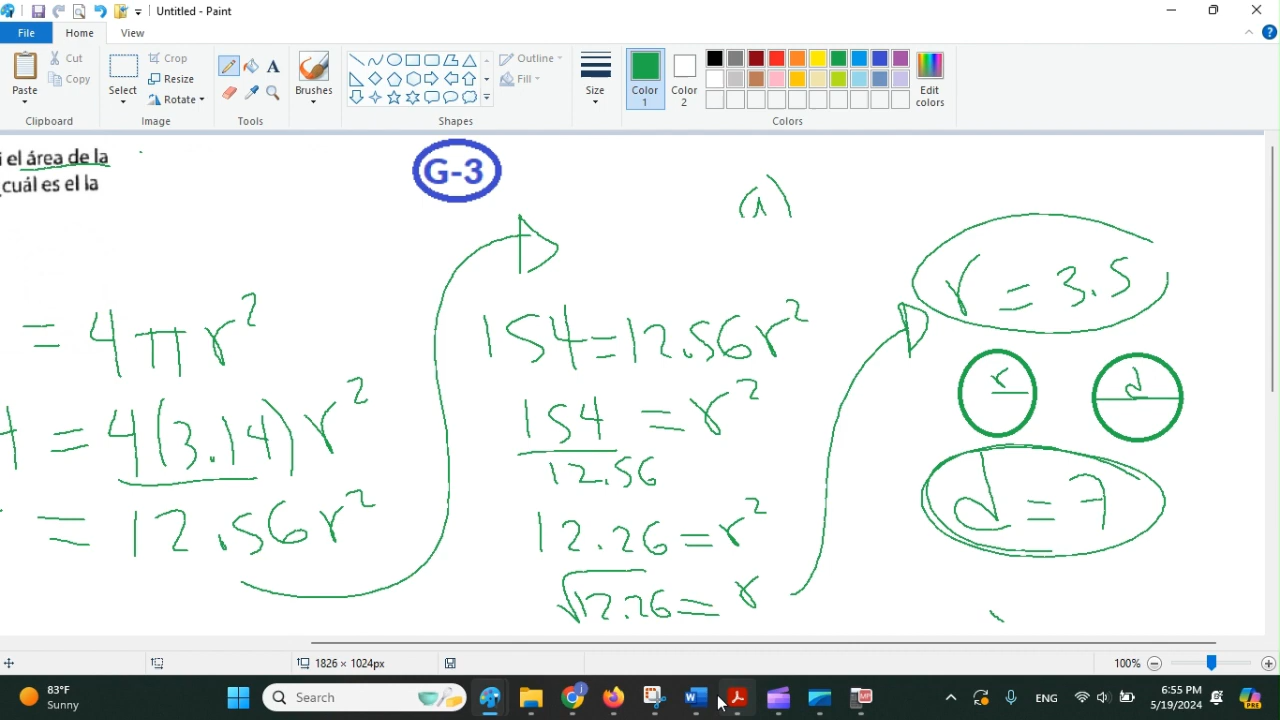 Untitled - Paint
File Home View
Paste
Cut
Copy
Clipboard
Select
Crop
Resize
Rotate
Image
Tools
Brushes
Shapes
Outline
Fill
Size
Color 1
Color 2
Edit colors
Colors
i el área de la
cuál es el la
G-3
= 4πr²
4 = 4(3.14)r²
= 12.56r²
154=12.56r²
154/12.56 = r²
12.26=r²
√12.26= r
r = 3.5
r
d
d = 7
1826 × 1024px
100%
83°F
Sunny
Search
ENG
6:55 PM
5/19/2024